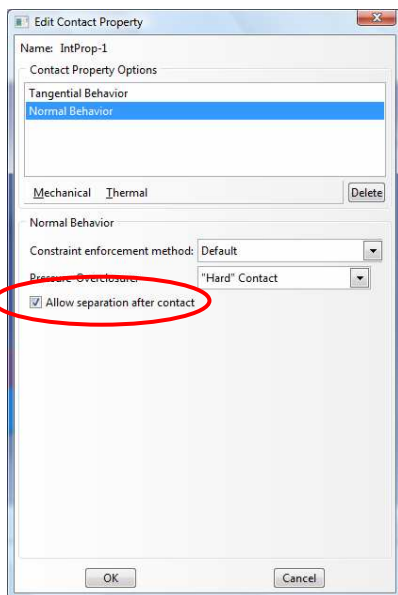 Edit Contact Property
Name: IntProp-1
Contact Property Options
Tangential Behavior
Normal Behavior
Mechanical Thermal Delete
Normal Behavior
Constraint enforcement method: Default
Pressure-Overclosure: "Hard" Contact
Allow separation after contact
OK Cancel